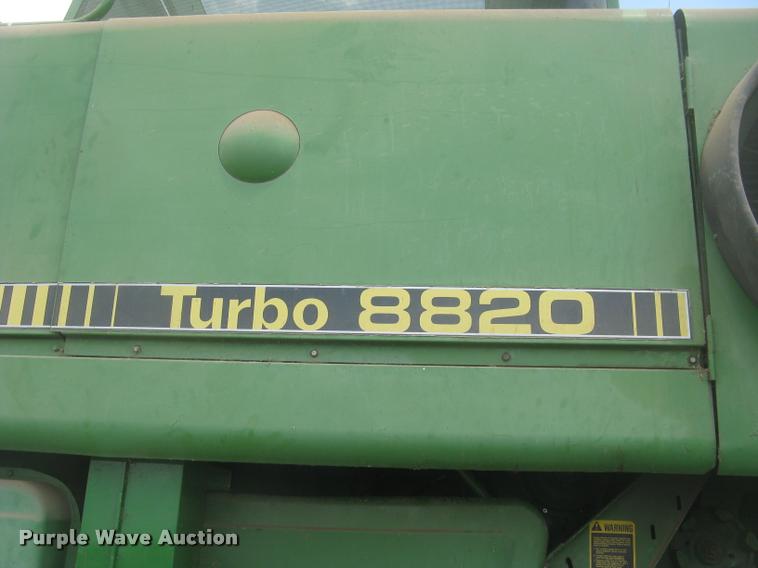 Turbo 8820
WARNING
Purple Wave Auction